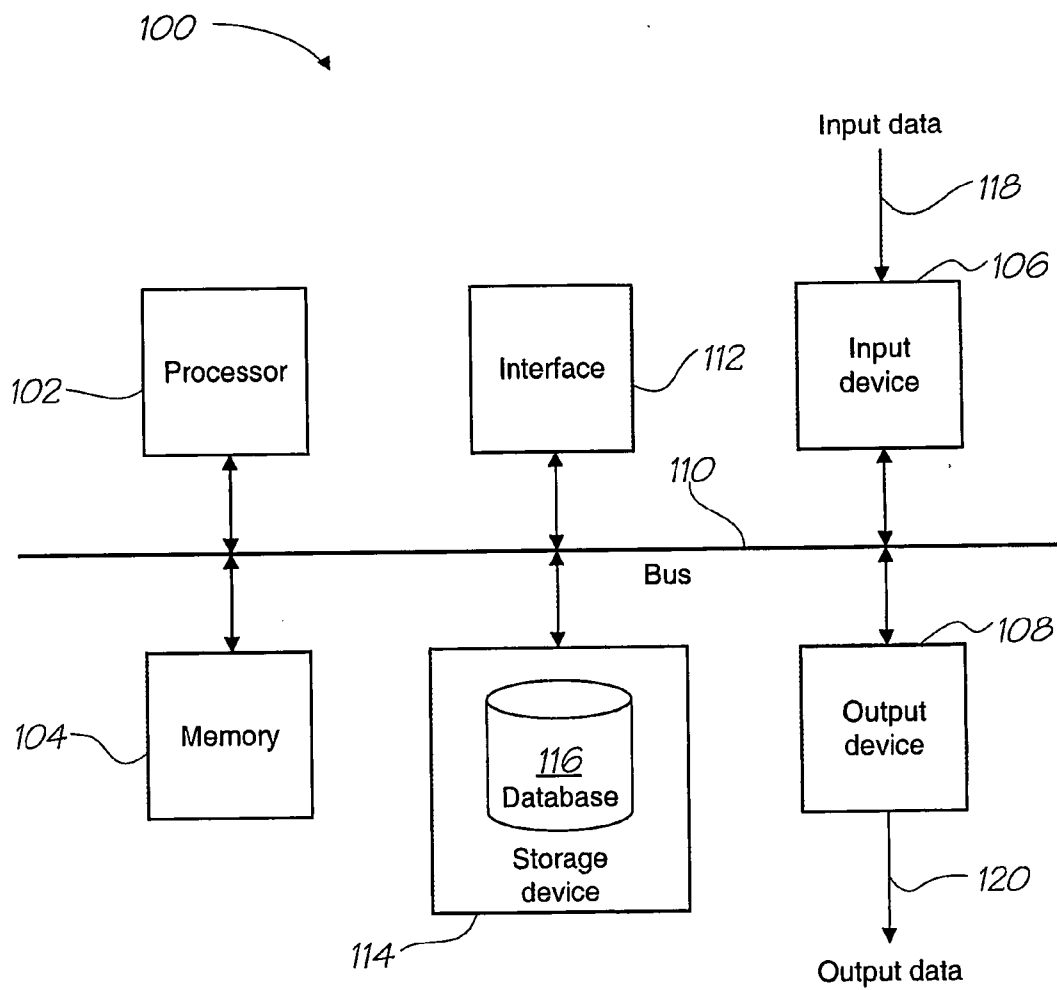 100
Input data
118
106
Processor
102
Interface
112
Input
device
110
Bus
108
Memory
104
116
Database
Storage
device
114
Output
device
120
Output data